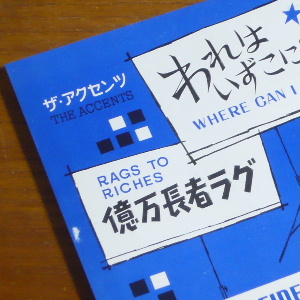 ザ・アクセンツ
THE ACCENTS
われは
いずこに
WHERE CAN I
RAGS TO
RICHES
億万長者ラグ
SIDE